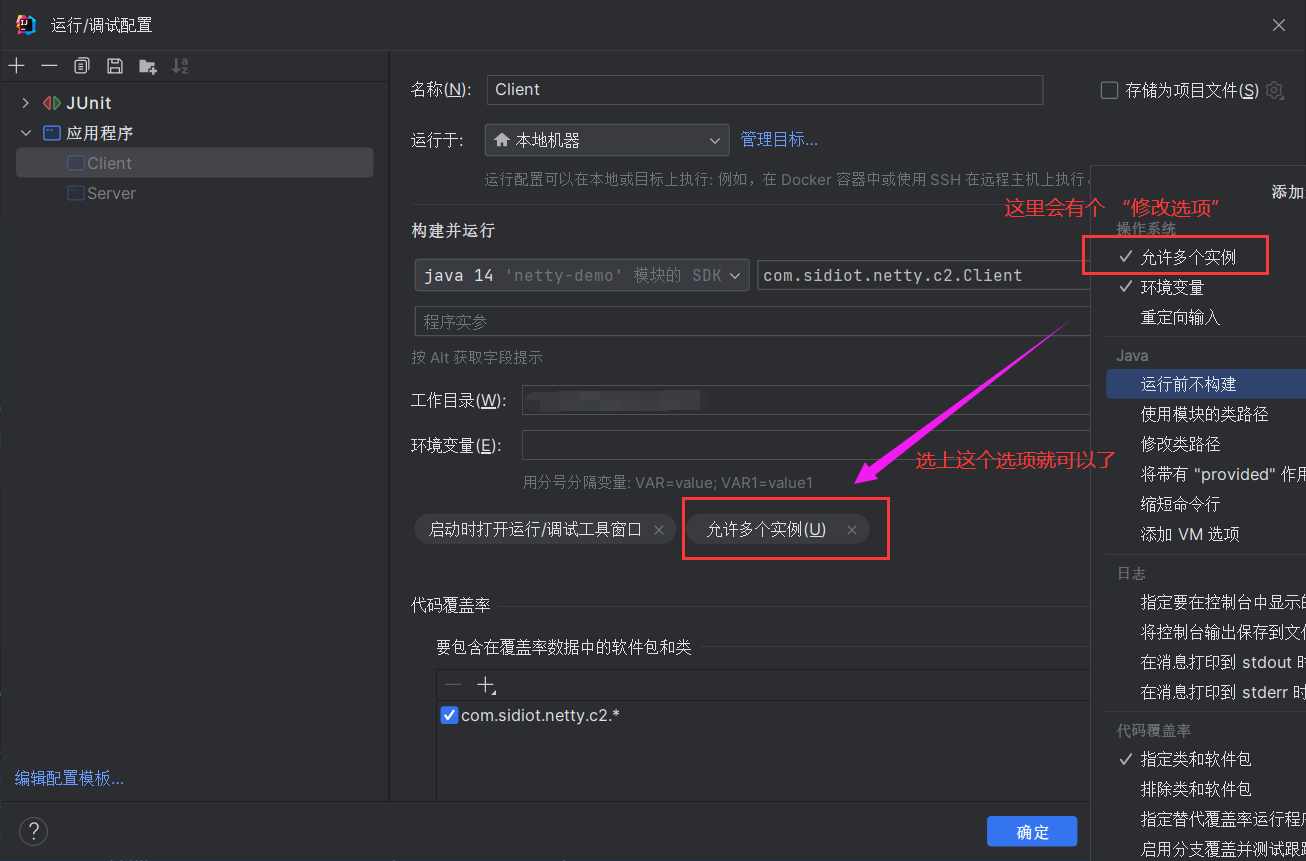 运行/调试配置
JUnit
应用程序
Client
Server
编辑配置模板...
?
名称(N):
Client
存储为项目文件(S)
运行于:
本地机器
管理目标...
运行配置可以在本地或目标上执行: 例如，在 Docker 容器中或使用 SSH 在远程主机上执行。
构建并运行
java 14 'netty-demo' 模块的 SDK
com.sidiot.netty.c2.Client
程序实参
按 Alt 获取字段提示
工作目录(W):
环境变量(E):
用分号分隔变量: VAR=value; VAR1=value1
启动时打开运行/调试工具窗口
允许多个实例(U)
代码覆盖率
要包含在覆盖率数据中的软件包和类
com.sidiot.netty.c2.*
确定
这里会有个 “修改选项”
选上这个选项就可以了
添加
操作系统
允许多个实例
环境变量
重定向输入
Java
运行前不构建
使用模块的类路径
修改类路径
将带有 "provided" 作用
缩短命令行
添加 VM 选项
日志
指定要在控制台中显示的
将控制台输出保存到文件
在消息打印到 stdout 时
在消息打印到 stderr 时
代码覆盖率
指定类和软件包
排除类和软件包
指定替代覆盖率运行程序
启用分支覆盖并测试跟踪